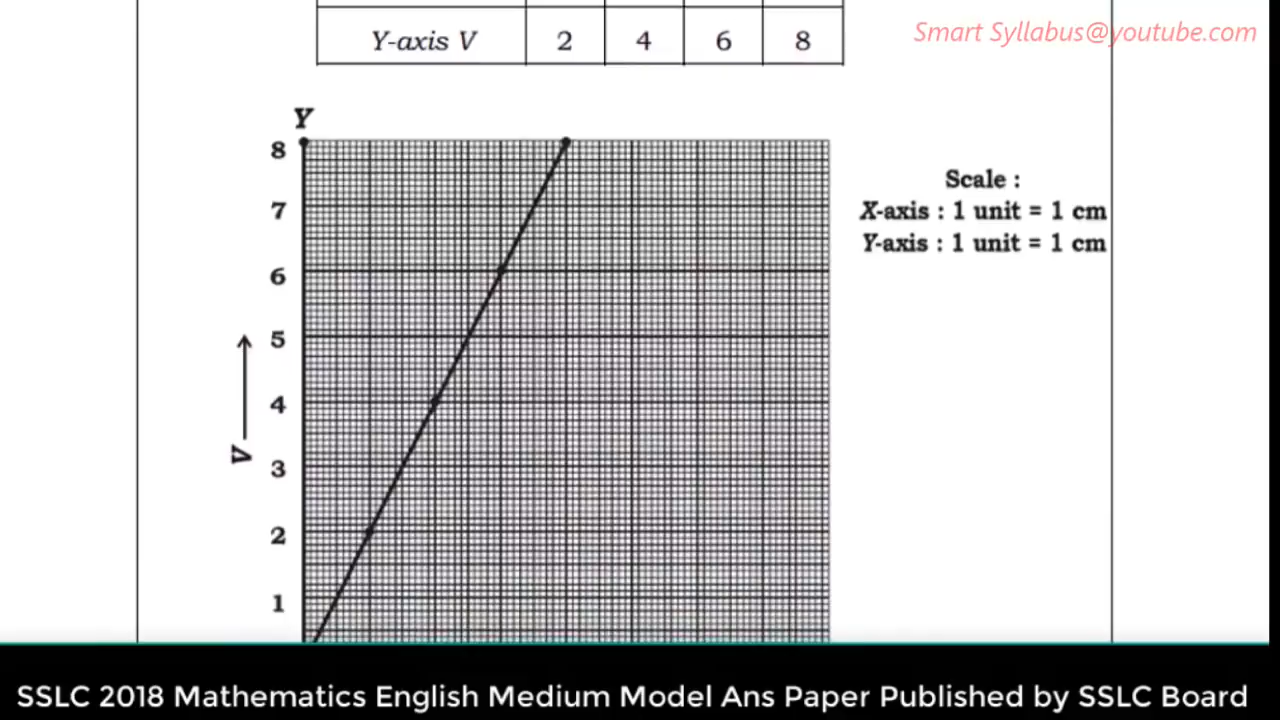 Smart Syllabus@youtube.com
Y-axis V 2 4 6 8
Y
8
7
6
5
4
3
2
1
V
Scale :
X-axis : 1 unit = 1 cm
Y-axis : 1 unit = 1 cm
SSLC 2018 Mathematics English Medium Model Ans Paper Published by SSLC Board